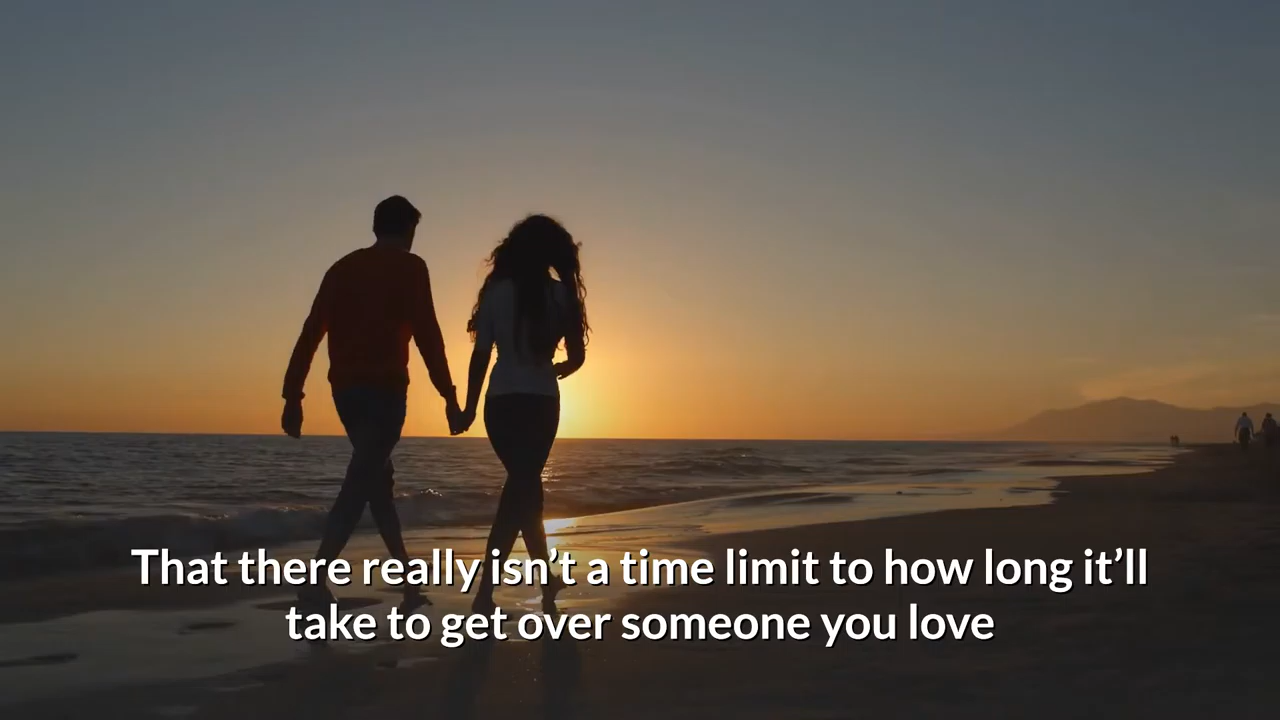 That there really isn’t a time limit to how long it’ll
take to get over someone you love